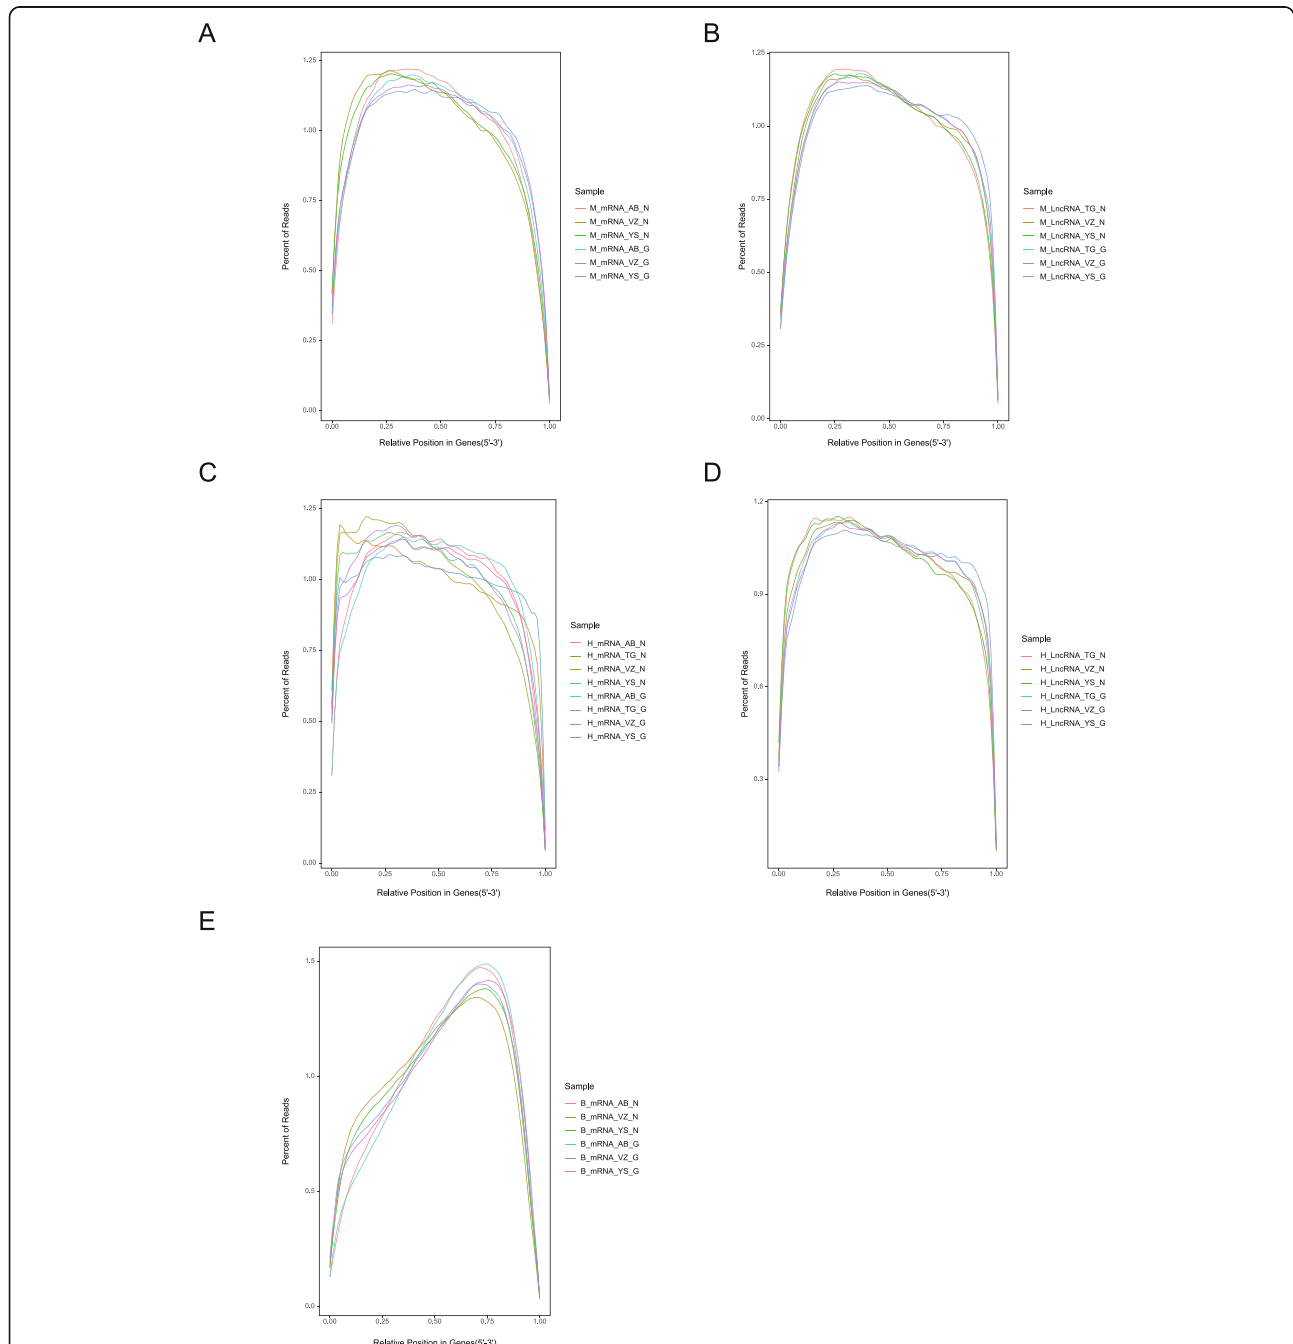 A
1.25
1.00
0.75
0.50
0.25
0.00
Percent of Reads
0.00 0.25 0.50 0.75 1.00
Relative Position in Genes(5'-3')
Sample
M_mRNA_AB_N
M_mRNA_VZ_N
M_mRNA_YS_N
M_mRNA_AB_G
M_mRNA_VZ_G
M_mRNA_YS_G
B
1.25
1.00
0.75
0.50
0.25
0.00
Percent of Reads
0.00 0.25 0.50 0.75 1.00
Relative Position in Genes(5'-3')
Sample
M_LncRNA_TG_N
M_LncRNA_VZ_N
M_LncRNA_YS_N
M_LncRNA_TG_G
M_LncRNA_VZ_G
M_LncRNA_YS_G
C
1.25
1.00
0.75
0.50
0.25
0.00
Percent of Reads
0.00 0.25 0.50 0.75 1.00
Relative Position in Genes(5'-3')
Sample
H_mRNA_AB_N
H_mRNA_TG_N
H_mRNA_VZ_N
H_mRNA_YS_N
H_mRNA_AB_G
H_mRNA_TG_G
H_mRNA_VZ_G
H_mRNA_YS_G
D
1.2
0.9
0.6
0.3
Percent of Reads
0.00 0.25 0.50 0.75 1.00
Relative Position in Genes(5'-3')
Sample
H_LncRNA_TG_N
H_LncRNA_VZ_N
H_LncRNA_YS_N
H_LncRNA_TG_G
H_LncRNA_VZ_G
H_LncRNA_YS_G
E
1.5
1.0
0.5
0.0
Percent of Reads
0.00 0.25 0.50 0.75 1.00
Relative Position in Genes(5'-3')
Sample
B_mRNA_AB_N
B_mRNA_VZ_N
B_mRNA_YS_N
B_mRNA_AB_G
B_mRNA_VZ_G
B_mRNA_YS_G